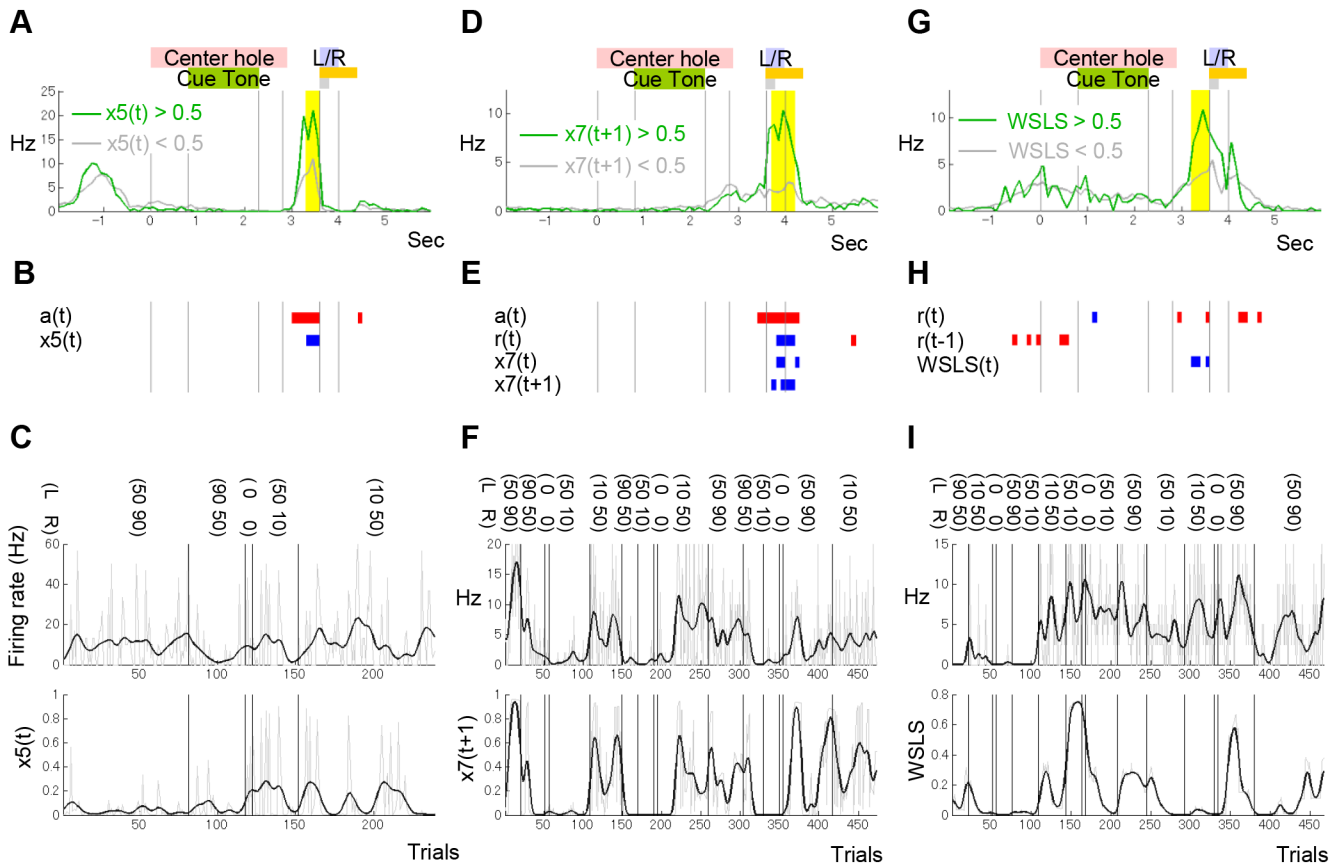 A
Center hole
L/R
Cue Tone
25
20
15
10
5
0
Hz
x5(t) > 0.5
x5(t) < 0.5
−1 0 1 2 3 4 5
Sec
D
Center hole
L/R
Cue Tone
10
5
0
Hz
x7(t+1) > 0.5
x7(t+1) < 0.5
−1 0 1 2 3 4 5
Sec
G
Center hole
L/R
Cue Tone
10
5
0
Hz
WSLS > 0.5
WSLS < 0.5
−1 0 1 2 3 4 5
Sec
B
a(t)
x5(t)
E
a(t)
r(t)
x7(t)
x7(t+1)
H
r(t)
r(t-1)
WSLS(t)
C
(L R)
(50 90)
(90 50)
( 0 0)
(50 10)
(10 50)
Firing rate (Hz)
60
40
20
0
50 100 150 200
x5(t)
1
0.8
0.6
0.4
0.2
0
50 100 150 200
Trials
F
(L R)
(50 90)
(90 50)
( 0 0)
(50 10)
(10 50)
(90 50)
( 0 0)
(10 50)
(50 90)
(50 10)
(90 50)
( 0 0)
(50 10)
(10 50)
Hz
20
15
10
5
0
50 100 150 200 250 300 350 400 450
x7(t+1)
1
0.8
0.6
0.4
0.2
0
50 100 150 200 250 300 350 400 450
Trials
I
(L R)
(90 50)
( 0 0)
(50 90)
(50 10)
(10 50)
( 0 0)
(90 50)
(50 10)
(50 90)
(50 10)
(10 50)
( 0 0)
(50 90)
(50 90)
Hz
15
10
5
0
50 100 150 200 250 300 350 400 450
WSLS
0.8
0.6
0.4
0.2
0
50 100 150 200 250 300 350 400 450
Trials